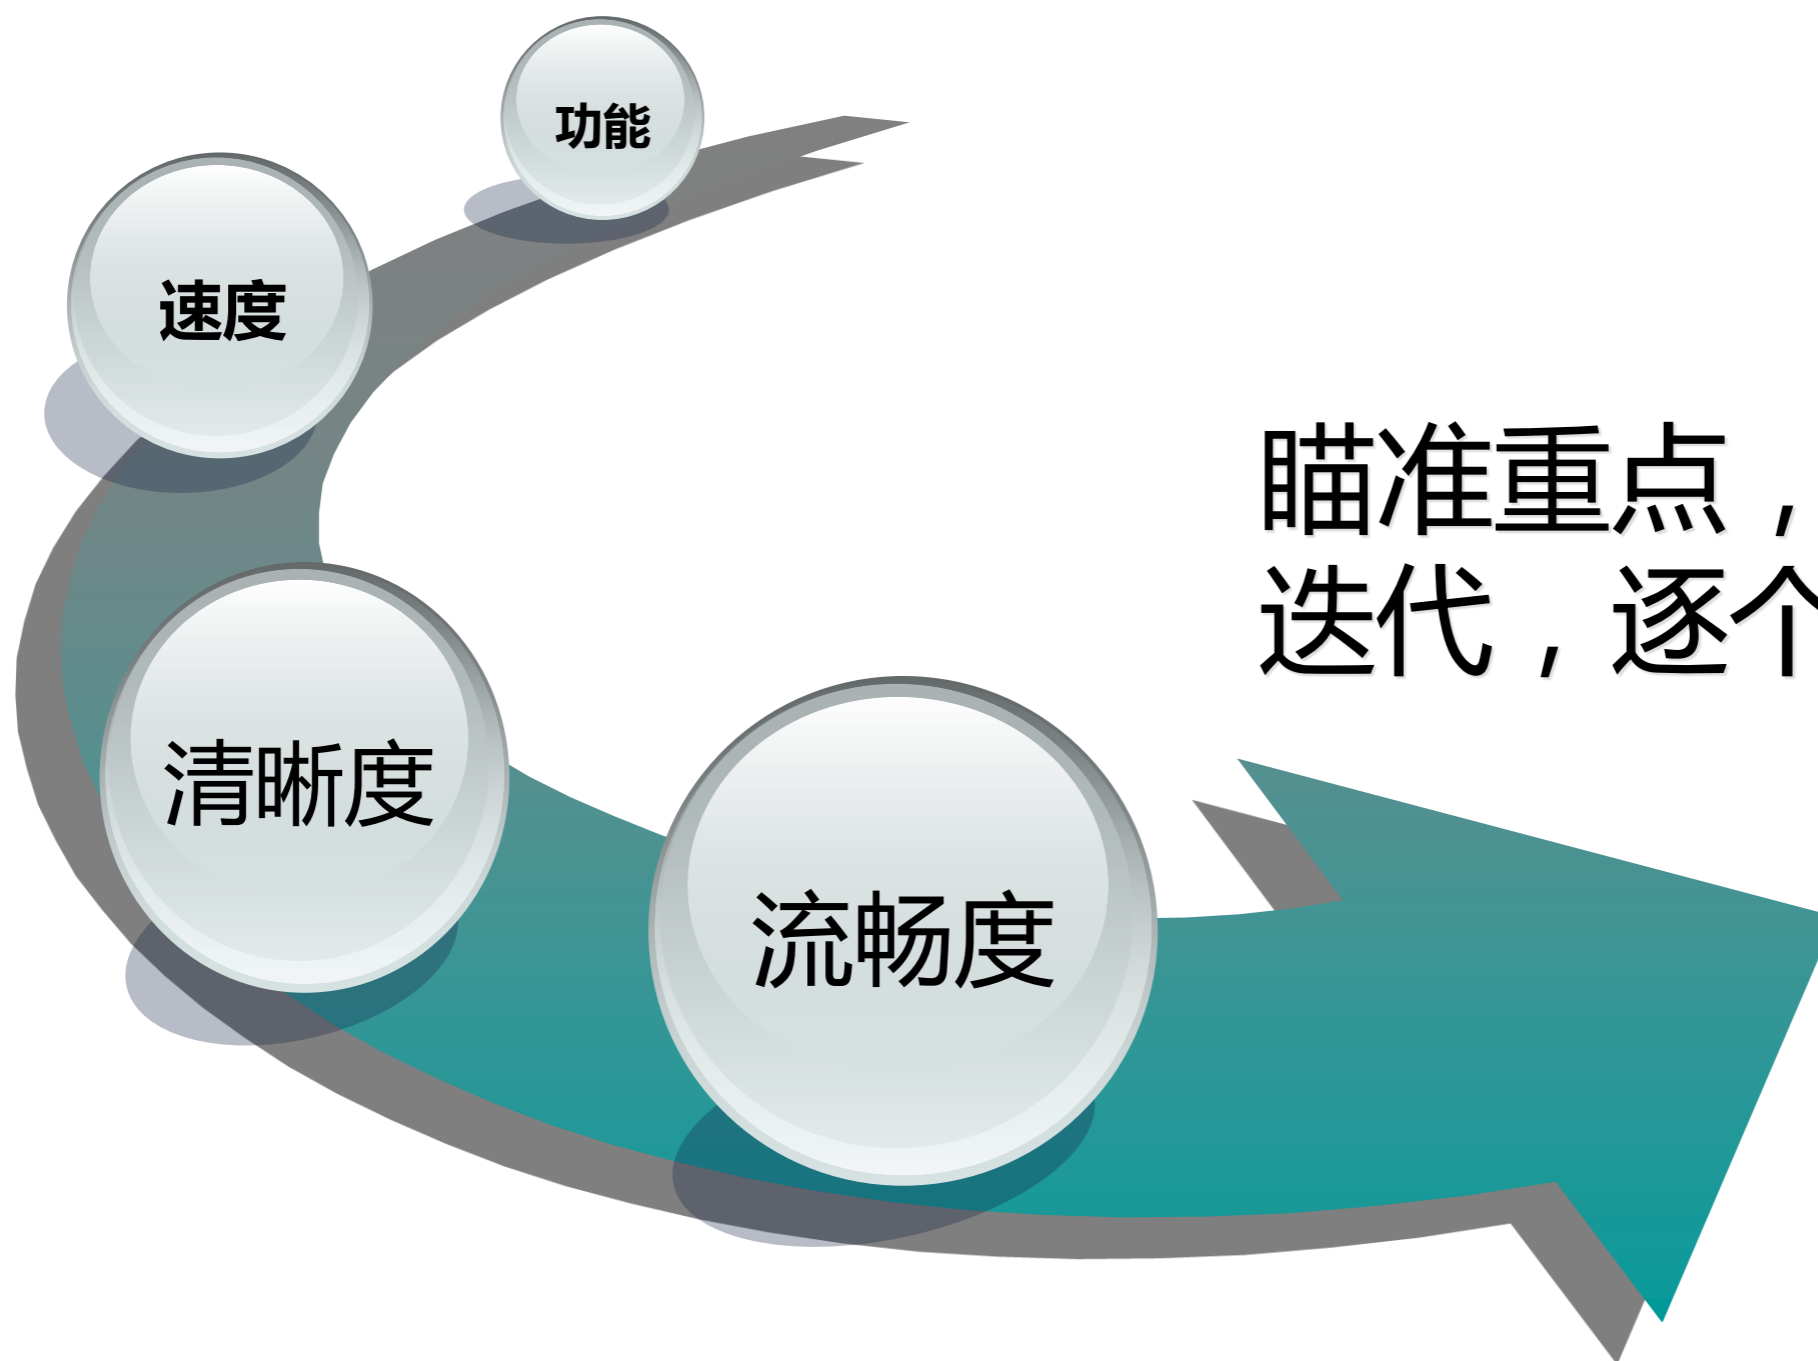 功能
速度
清晰度
流畅度
瞄准重点，
迭代，逐个